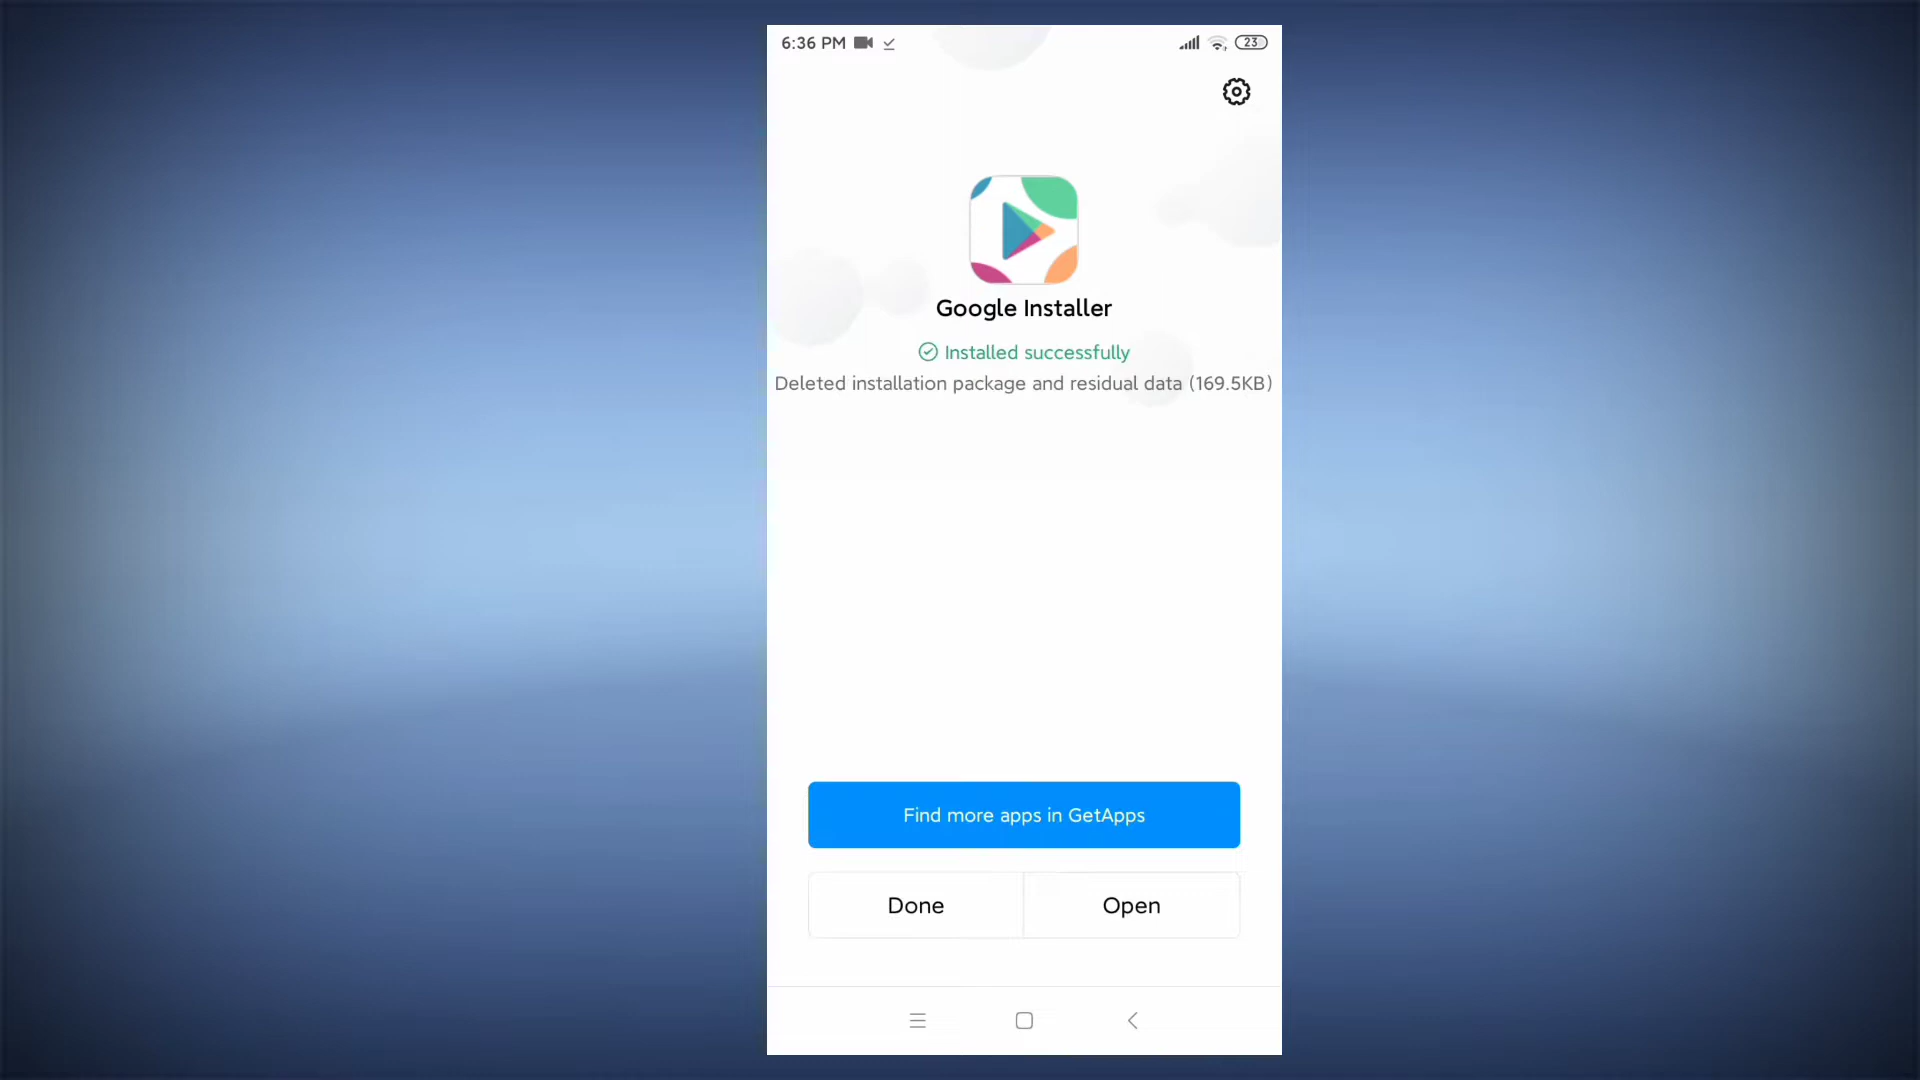 6:36 PM
23
Google Installer
Installed successfully
Deleted installation package and residual data (169.5KB)
Find more apps in GetApps
Done
Open